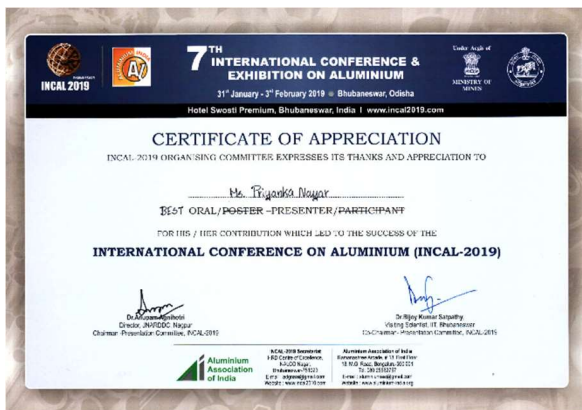 7TH
INTERNATIONAL CONFERENCE &
EXHIBITION ON ALUMINIUM
31st January - 3rd February 2019 Bhubaneswar, Odisha
Under Aegis of
MINISTRY OF
MINES
INCAL 2019
Hotel Swosti Premium, Bhubaneswar, India I www.incal2019.com
CERTIFICATE OF APPRECIATION
INCAL-2019 ORGANISING COMMITTEE EXPRESSES ITS THANKS AND APPRECIATION TO
Ms. Priyanka Nayar
BEST ORAL/POSTER -PRESENTER/PARTICIPANT
FOR HIS / HER CONTRIBUTION WHICH LED TO THE SUCCESS OF THE
INTERNATIONAL CONFERENCE ON ALUMINIUM (INCAL-2019)
Dr.Anupam Agnihotri
Director, JNARDDC, Nagpur
Chairman -Presentation Committee, INCAL-2019
Dr.Bijoy Kumar Satpathy
Visiting Scientist, IIT, Bhubaneswar
Co-Chairman -Presentation Committee, INCAL-2019
Aluminium
Association
of India
INCAL-2019 Secretariat
Aluminium Association of India